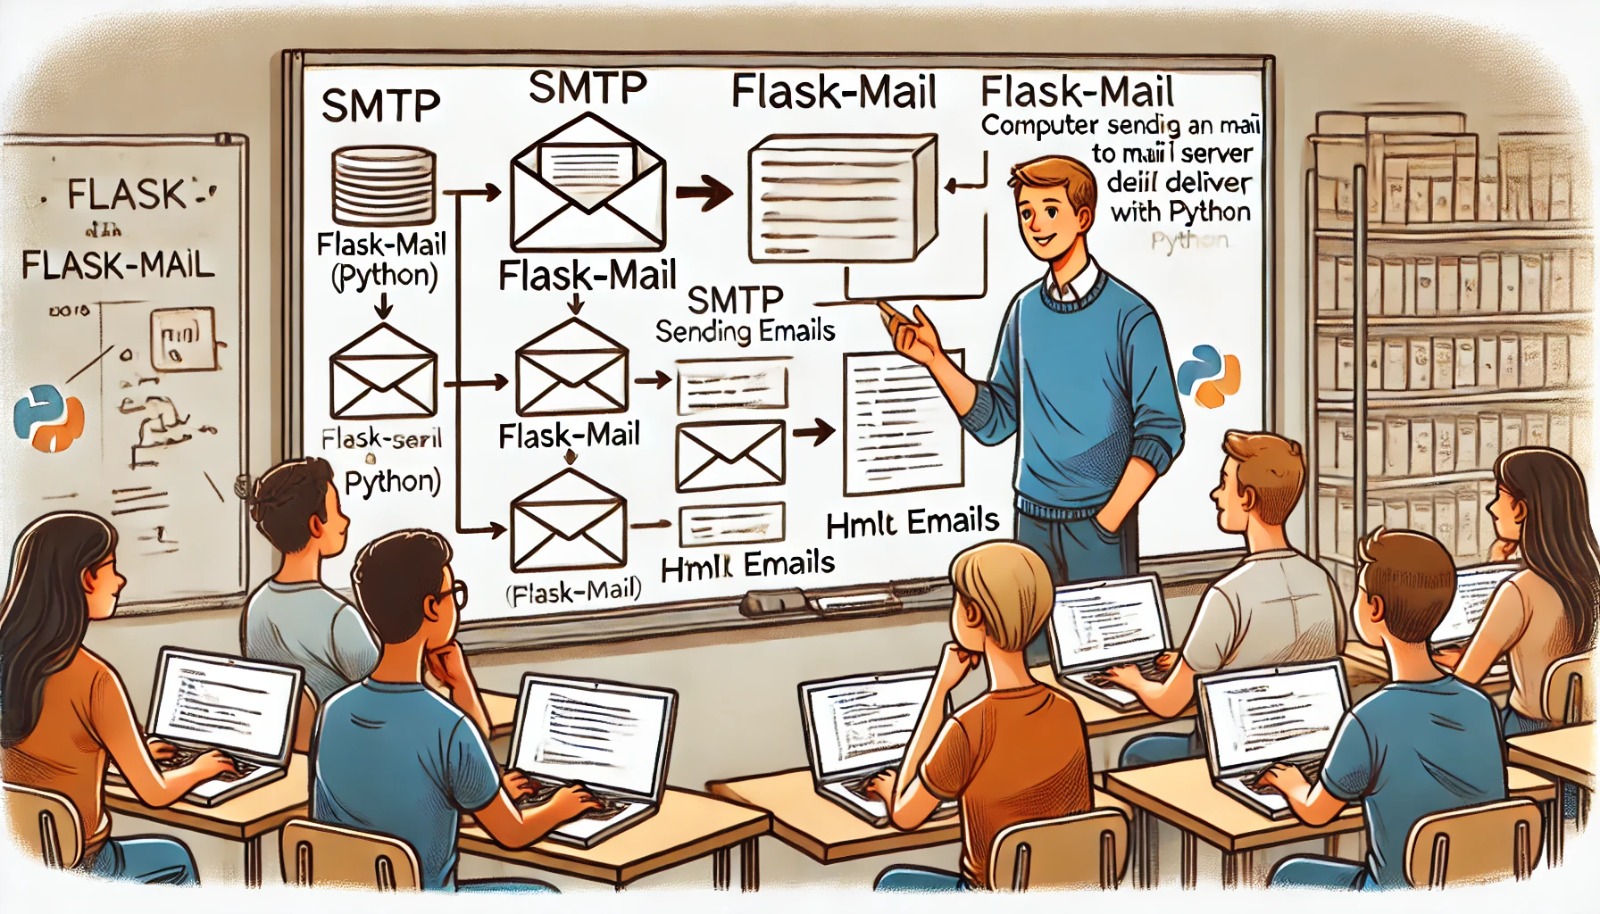 FLASK
FLASK-MAIL
SMTP
Flask-Mail
(Python)
Flask-seril
Python)
SMTP
Flask-Mail
Flask-Mail
(Flask-Mail)
SMTP
Sending Emails
Hmlk Emails
Flask-Mail
Hmlt Emails
Flask-Mail
Computer sendig an mail
to maiil server
deiil deliver
with Python
Python